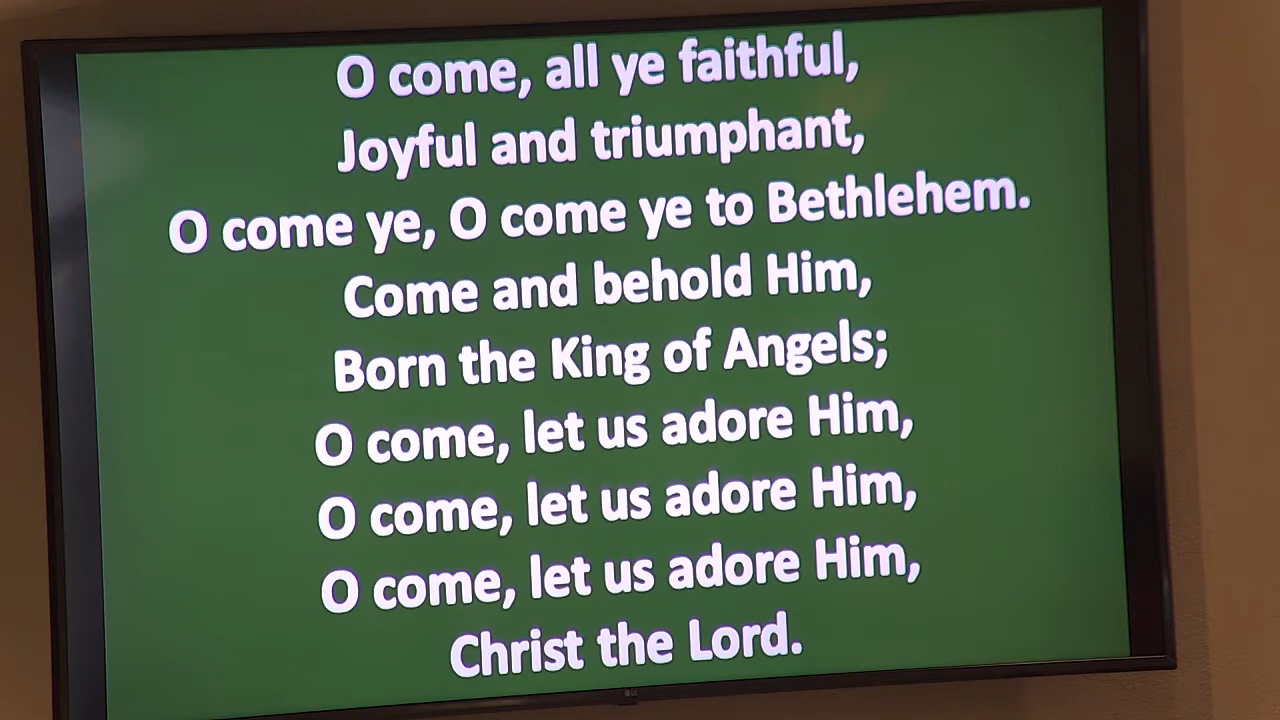 O come, all ye faithful,
Joyful and triumphant,
O come ye, O come ye to Bethlehem.
Come and behold Him,
Born the King of Angels;
O come, let us adore Him,
O come, let us adore Him,
O come, let us adore Him,
Christ the Lord.
LG